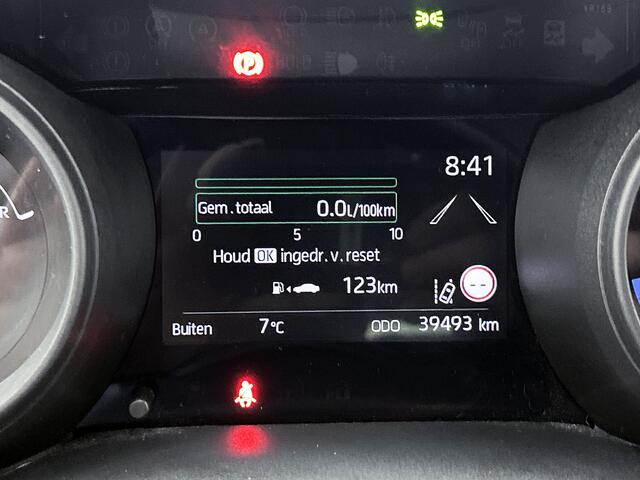 VR169
P
8:41
Gem. totaal 0.0L/100km
0 5 10
Houd OK ingedr. v. reset
123km
--
Buiten 7°C ODO 39493 km
R